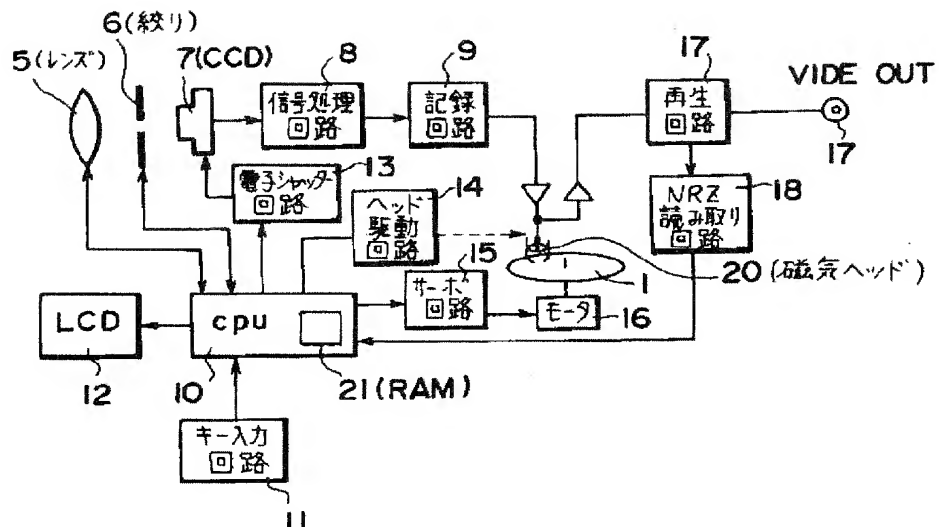 6(絞り)
5(レンズ)
7(CCD)
8
信号処理
回路
9
記録
回路
17
再生
回路
VIDE OUT
17
13
電子シャッター
回路
14
ヘッド
駆動
回路
18
NRZ
読み取り
回路
15
サーボ
回路
1
20(磁気ヘッド)
モータ
16
LCD
12
cpu
10
21(RAM)
キー入力
回路
11